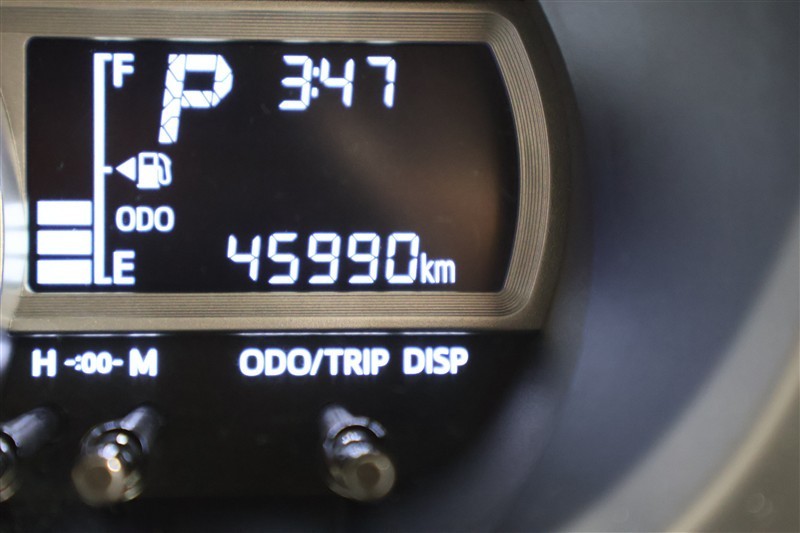 F
P 3:47
ODO
E 45990km
H -:00- M ODO/TRIP DISP